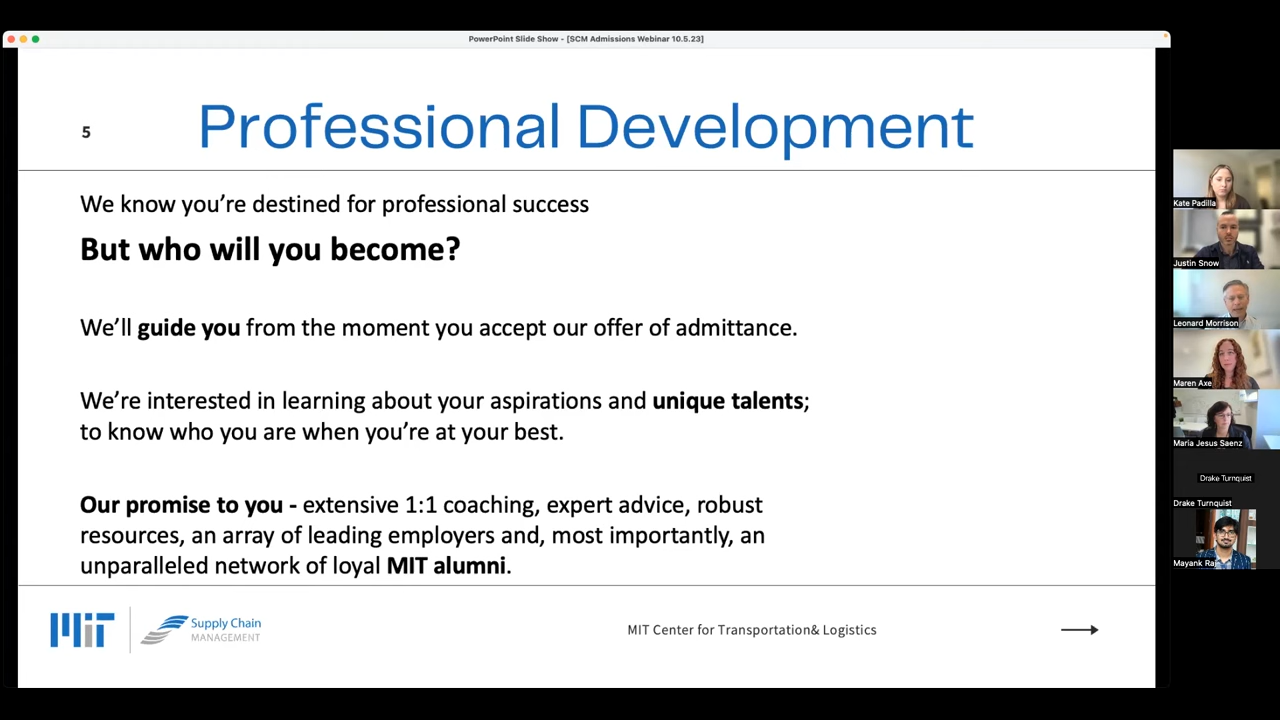 PowerPoint Slide Show - [SCM Admissions Webinar 10.5.23]
5
Professional Development
We know you're destined for professional success
But who will you become?
We'll guide you from the moment you accept our offer of admittance.
We're interested in learning about your aspirations and unique talents;
to know who you are when you're at your best.
Our promise to you - extensive 1:1 coaching, expert advice, robust
resources, an array of leading employers and, most importantly, an
unparalleled network of loyal MIT alumni.
MIT
Supply Chain
MANAGEMENT
MIT Center for Transportation& Logistics
Kate Padilla
Justin Snow
Leonard Morrison
Maren Axe
Maria Jesus Saenz
Drake Turnquist
Drake Turnquist
Mayank Raj